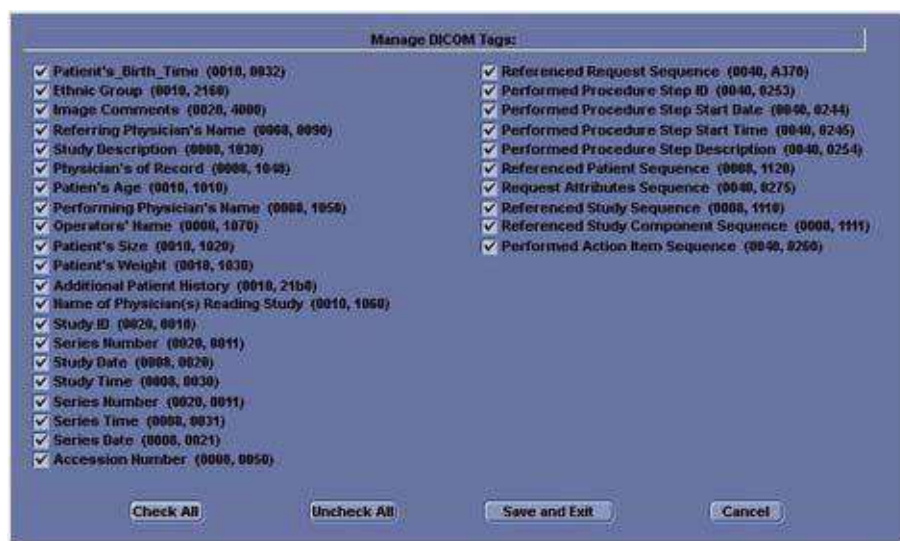 Manage DICOM Tags:
Patient's_Birth_Time (0010, 0032)
Ethnic Group (0010, 2160)
Image Comments (0020, 4000)
Referring Physician's Name (0008, 0090)
Study Description (0008, 1030)
Physician's of Record (0008, 1048)
Patien's Age (0010, 1010)
Performing Physician's Name (0008, 1050)
Operators' Name (0008, 1070)
Patient's Size (0010, 1020)
Patient's Weight (0010, 1030)
Additional Patient History (0010, 21b0)
Name of Physician(s) Reading Study (0010, 1060)
Study ID (0020, 0010)
Series Number (0020, 0011)
Study Date (0008, 0020)
Study Time (0008, 0030)
Series Number (0020, 0011)
Series Time (0008, 0031)
Series Date (0008, 0021)
Accession Number (0008, 0050)
Referenced Request Sequence (0040, A370)
Performed Procedure Step ID (0040, 0253)
Performed Procedure Step Start Date (0040, 0244)
Performed Procedure Step Start Time (0040, 0245)
Performed Procedure Step Description (0040, 0254)
Referenced Patient Sequence (0008, 1120)
Request Attributes Sequence (0040, 0275)
Referenced Study Sequence (0008, 1110)
Referenced Study Component Sequence (0008, 1111)
Performed Action Item Sequence (0040, 0260)
Check All
Uncheck All
Save and Exit
Cancel